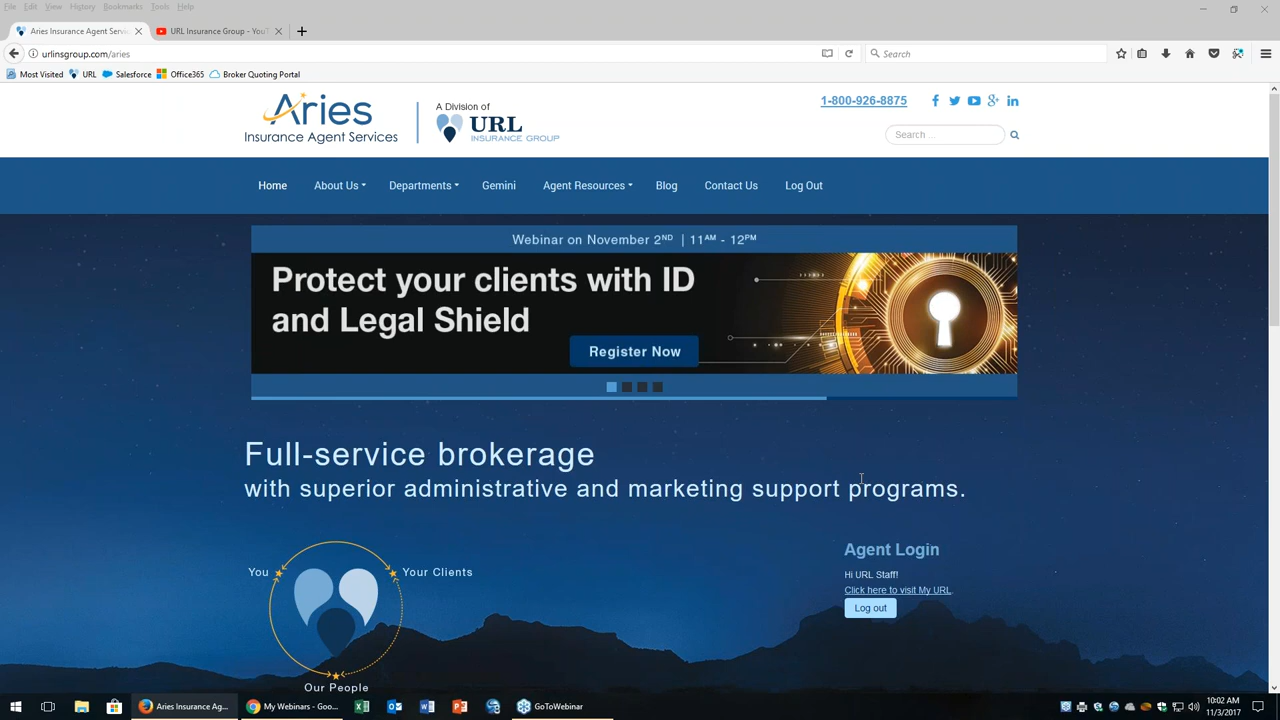 File Edit View History Bookmarks Tools Help
Aries Insurance Agent Servic
URL Insurance Group - YouT
urlinsgroup.com/aries
Search
Most Visited URL Salesforce Office365 Broker Quoting Portal
Aries
Insurance Agent Services
A Division of
URL
INSURANCE GROUP
1-800-926-8875
Search ...
Home About Us Departments Gemini Agent Resources Blog Contact Us Log Out
Webinar on November 2ND | 11AM - 12PM
Protect your clients with ID
and Legal Shield
Register Now
Full-service brokerage
with superior administrative and marketing support programs.
You
Your Clients
Our People
Agent Login
Hi URL Staff!
Click here to visit My URL.
Log out
Aries Insurance Ag...
My Webinars - Goo...
GoToWebinar
10:02 AM
11/3/2017